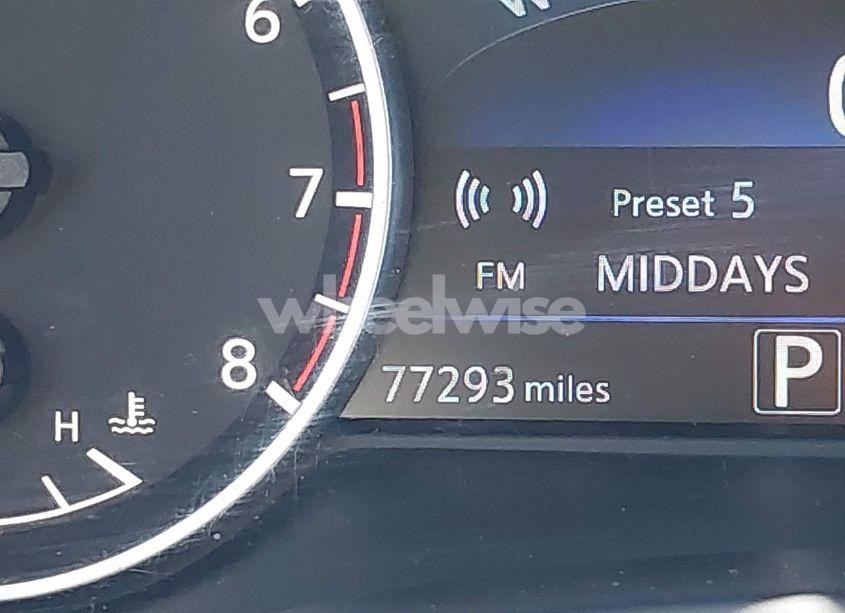 6
7
8
H
Preset 5
FM
MIDDAYS
wheelwise
77293 miles
P